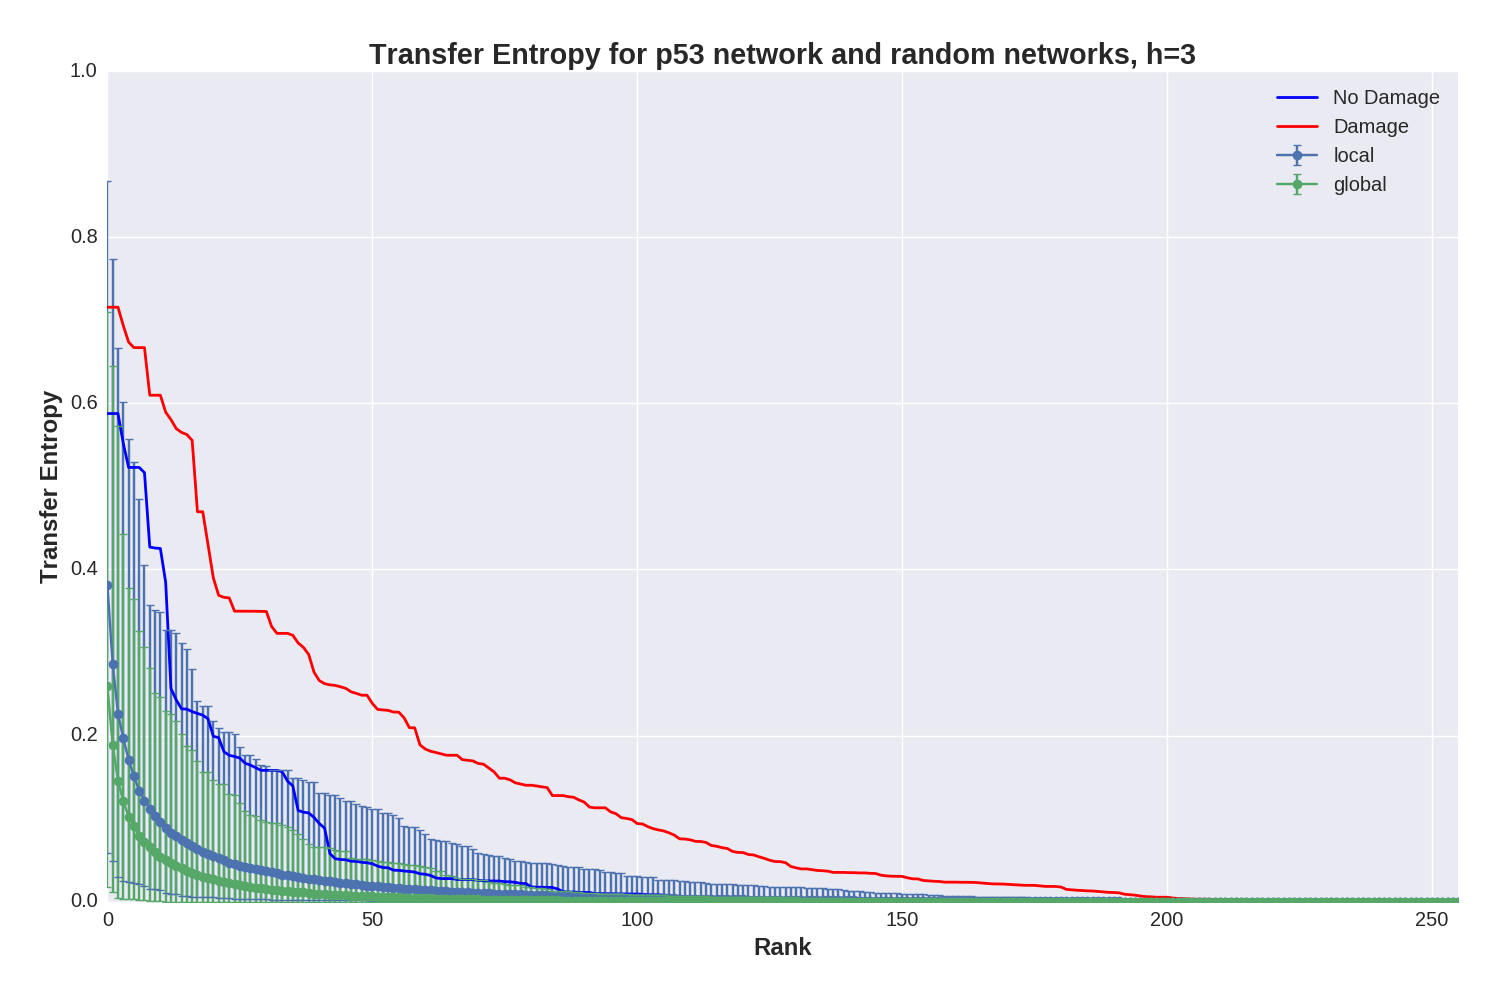 Transfer Entropy for p53 network and random networks, h=3
1.0
0.8
0.6
0.4
0.2
0.0
Transfer Entropy
No Damage
Damage
local
global
0 50 100 150 200 250
Rank